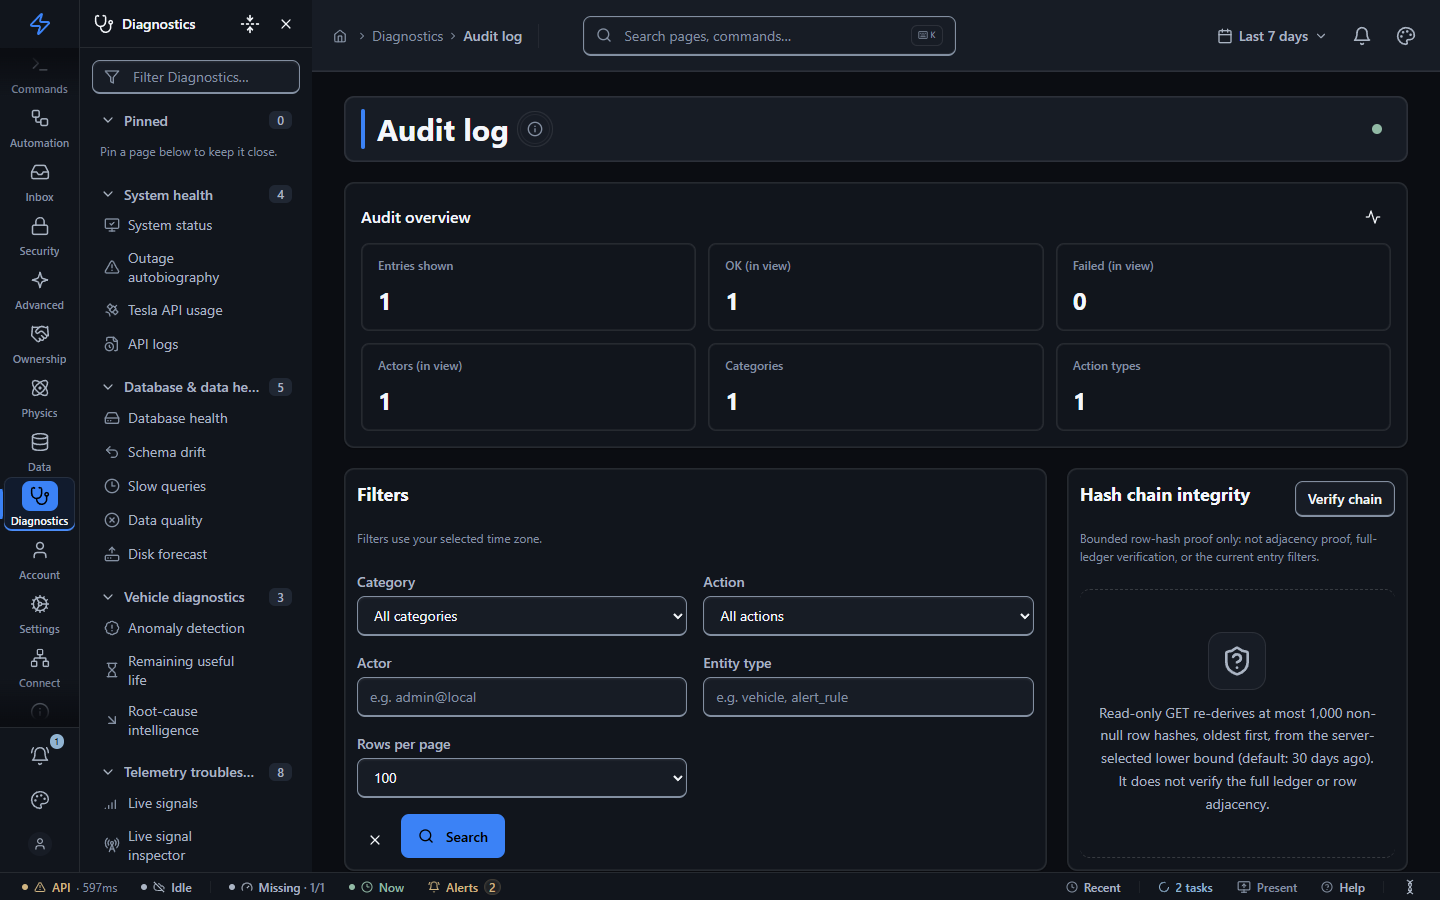 Commands
Automation
Inbox
Security
Advanced
Ownership
Physics
Data
Diagnostics
Account
Settings
Connect
1
Diagnostics
Filter Diagnostics...
Pinned 0
Pin a page below to keep it close.
System health 4
System status
Outage
autobiography
Tesla API usage
API logs
Database & data he... 5
Database health
Schema drift
Slow queries
Data quality
Disk forecast
Vehicle diagnostics 3
Anomaly detection
Remaining useful
life
Root-cause
intelligence
Telemetry troubles... 8
Live signals
Live signal
inspector
Diagnostics Audit log
Search pages, commands... K
Last 7 days
Audit log
Audit overview
Entries shown
1
OK (in view)
1
Failed (in view)
0
Actors (in view)
1
Categories
1
Action types
1
Filters
Filters use your selected time zone.
Category
All categories
Action
All actions
Actor
e.g. admin@local
Entity type
e.g. vehicle, alert_rule
Rows per page
100
Search
Hash chain integrity
Verify chain
Bounded row-hash proof only: not adjacency proof, full-
ledger verification, or the current entry filters.
Read-only GET re-derives at most 1,000 non-
null row hashes, oldest first, from the server-
selected lower bound (default: 30 days ago).
It does not verify the full ledger or row
adjacency.
API · 597ms
Idle
Missing · 1/1
Now
Alerts 2
Recent
2 tasks
Present
Help